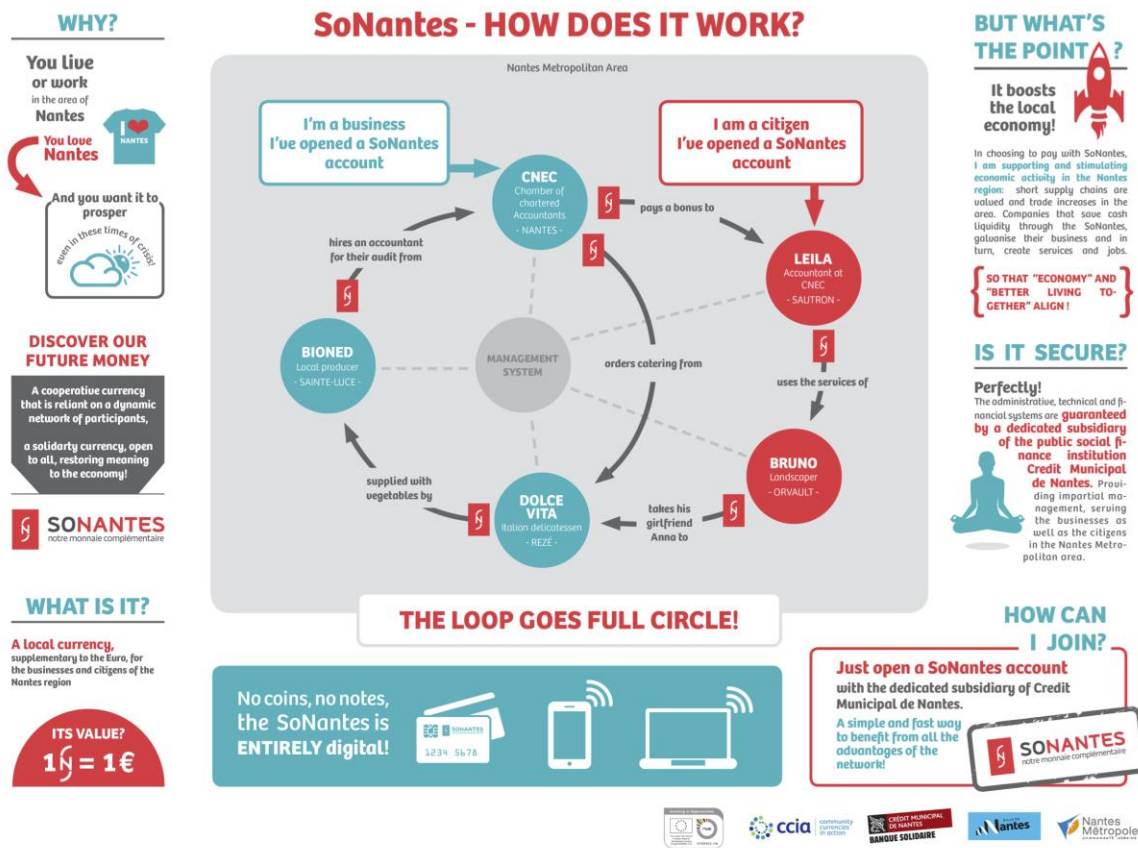 WHY?
You live
or work
in the area of
Nantes
I
NANTES
You love
Nantes
And you want it to
prosper
even in these times of crisis!
DISCOVER OUR
FUTURE MONEY
A cooperative currency
that is reliant on a dynamic
network of participants,
a solidarty currency, open
to all, restoring meaning
to the economy!
SONANTES
notre monnaie complémentaire
WHAT IS IT?
A local currency,
supplementary to the Euro, for
the businesses and citizens of the
Nantes region
ITS VALUE?
1 = 1€
SoNantes - HOW DOES IT WORK?
Nantes Metropolitan Area
I'm a business
I've opened a SoNantes
account
I am a citizen
I've opened a SoNantes
account
CNEC
Chamber of
chartered
Accountants
- NANTES -
pays a bonus to
hires an accountant
for their audit from
LEILA
Accountant at
CNEC
- SAUTRON -
BIONED
Local producer
- SAINTE-LUCE -
MANAGEMENT
SYSTEM
orders catering from
uses the services of
BRUNO
Landscaper
- ORVAULT -
supplied with
vegetables by
DOLCE
VITA
Italian delicatessen
- REZÉ -
takes his
girlfriend
Anna to
THE LOOP GOES FULL CIRCLE!
No coins, no notes,
the SoNantes is
ENTIRELY digital!
SONANTES
1234 5678
BUT WHAT'S
THE POINT ?
It boosts
the local
economy!
In choosing to pay with SoNantes,
I am supporting and stimulating
economic activity in the Nantes
region: short supply chains are
valued and trade increases in the
area. Companies that save cash
liquidity through the SoNantes,
galvanise their business and in
turn, create services and jobs.
SO THAT "ECONOMY" AND
"BETTER LIVING TO-
GETHER" ALIGN !
IS IT SECURE?
Perfectly!
The administrative, technical and fi-
nancial systems are guaranteed
by a dedicated subsidiary
of the public social fi-
nance institution
Credit Municipal
de Nantes. Provi-
ding impartial ma-
nagement, serving
the businesses as
well as the citizens
in the Nantes Metro-
politan area.
HOW CAN
I JOIN?
Just open a SoNantes account
with the dedicated subsidiary of Credit
Municipal de Nantes.
A simple and fast way
to benefit from all the
advantages of the
network!
SONANTES
notre monnaie complémentaire
ccia
community
currencies
in action
CRÉDIT MUNICIPAL
DE NANTES
BANQUE SOLIDAIRE
Nantes
Nantes
Métropole
COMMUNAUTÉ URBAINE